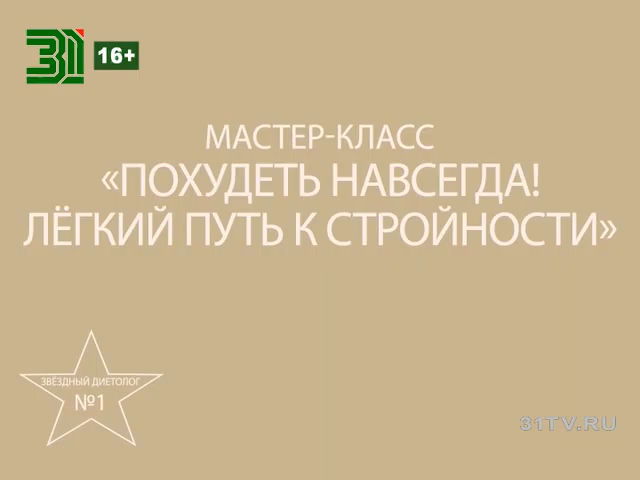 31
16+
МАСТЕР-КЛАСС
«ПОХУДЕТЬ НАВСЕГДА!
ЛЁГКИЙ ПУТЬ К СТРОЙНОСТИ»
ЗВЁЗДНЫЙ ДИЕТОЛОГ
№1
31TV.RU